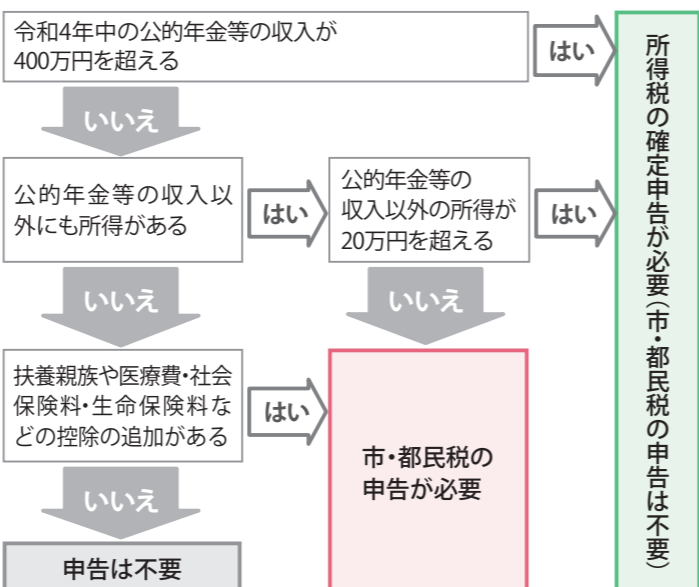 令和4年中の公的年金等の収入が
400万円を超える
はい
いいえ
公的年金等の収入以
外にも所得がある
はい
公的年金等の
収入以外の所得が
20万円を超える
はい
いいえ
いいえ
扶養親族や医療費・社会
保険料・生命保険料な
どの控除の追加がある
はい
市・都民税の
申告が必要
いいえ
申告は不要
所得税の確定申告が必要（市・都民税の申告は不要）